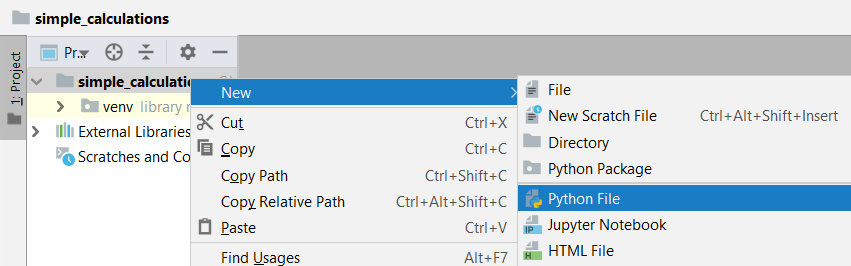 simple_calculations
1: Project
Pr...
simple_calculati
venv library
External Libraries
Scratches and Co
New
Cut Ctrl+X
Copy Ctrl+C
Copy Path Ctrl+Shift+C
Copy Relative Path Ctrl+Alt+Shift+C
Paste Ctrl+V
Find Usages Alt+F7
File
New Scratch File Ctrl+Alt+Shift+Insert
Directory
Python Package
Python File
IP Jupyter Notebook
H HTML File